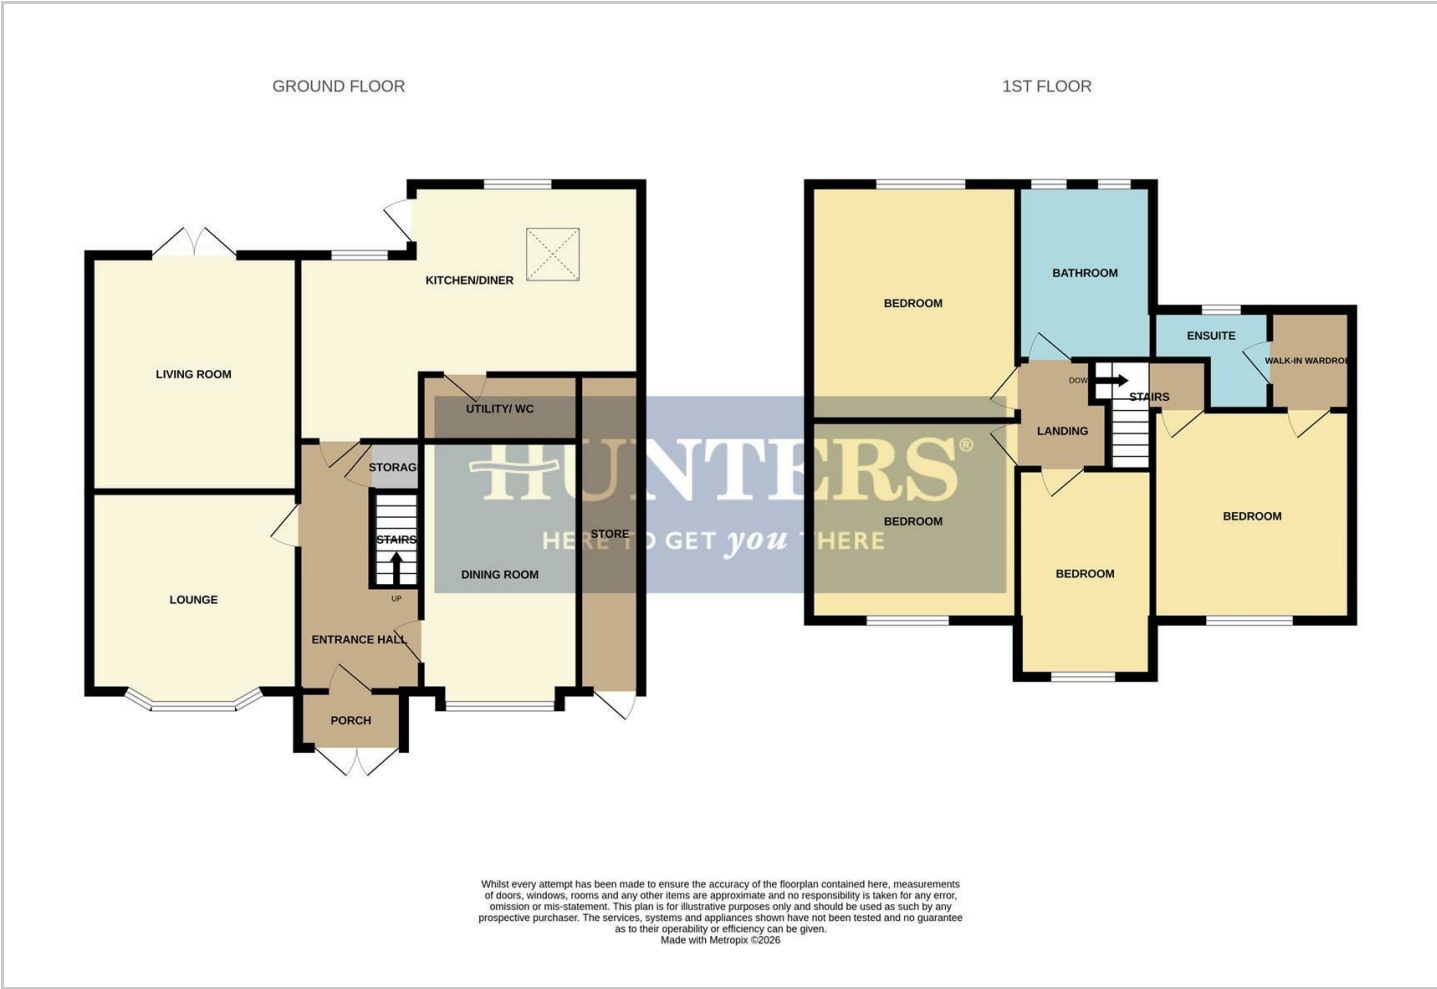 GROUND FLOOR
1ST FLOOR
KITCHEN/DINER
LIVING ROOM
UTILITY/ WC
STORAG
STAIRS
STORE
DINING ROOM
LOUNGE
UP
ENTRANCE HALL
PORCH
BEDROOM
BATHROOM
ENSUITE
WALK-IN WARDROB
DOW
STAIRS
LANDING
BEDROOM
BEDROOM
BEDROOM
HUNTERS®
HERE TO GET you THERE
Whilst every attempt has been made to ensure the accuracy of the floorplan contained here, measurements
of doors, windows, rooms and any other items are approximate and no responsibility is taken for any error,
omission or mis-statement. This plan is for illustrative purposes only and should be used as such by any
prospective purchaser. The services, systems and appliances shown have not been tested and no guarantee
as to their operability or efficiency can be given.
Made with Metropix ©2026